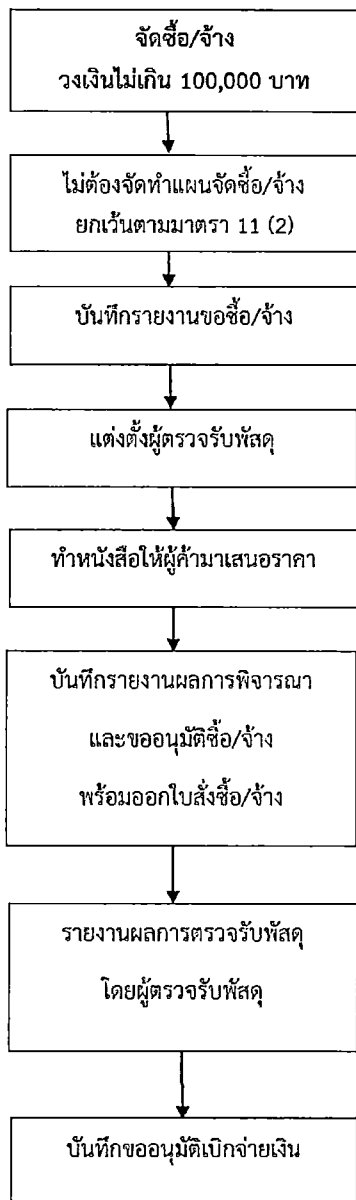 จัดซื้อ/จ้าง
วงเงินไม่เกิน 100,000 บาท
ไม่ต้องจัดทำแผนจัดซื้อ/จ้าง
ยกเว้นตามมาตรา 11 (2)
บันทึกรายงานขอซื้อ/จ้าง
แต่งตั้งผู้ตรวจรับพัสดุ
ทำหนังสือให้ผู้ค้ามาเสนอราคา
บันทึกรายงานผลการพิจารณา
และขออนุมัติซื้อ/จ้าง
พร้อมออกใบสั่งซื้อ/จ้าง
รายงานผลการตรวจรับพัสดุ
โดยผู้ตรวจรับพัสดุ
บันทึกขออนุมัติเบิกจ่ายเงิน